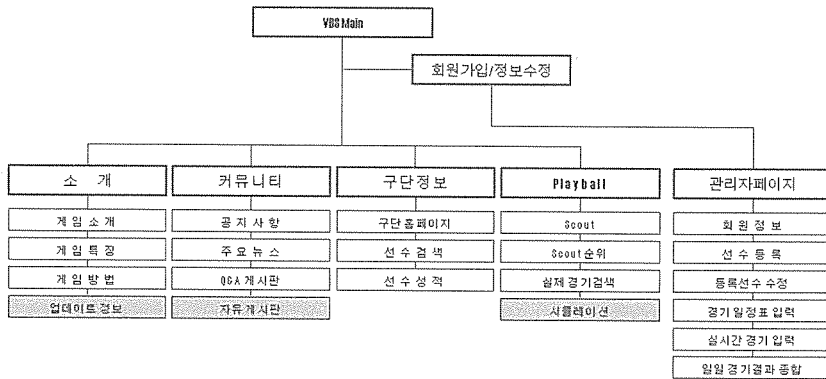 VBS Main
회원가입/정보수정
소 개
커뮤니티
구단정보
Playball
관리자페이지
게임소개
공지사항
구단홈페이지
Scout
회원정보
게임특징
주요뉴스
선수검색
Scout순위
선수등록
게임방법
Q&A게시판
선수성적
실제경기검색
등록선수 수정
업데이트정보
자유게시판
시뮬레이션
경기일정표 입력
실시간경기입력
일일경기결과 종합